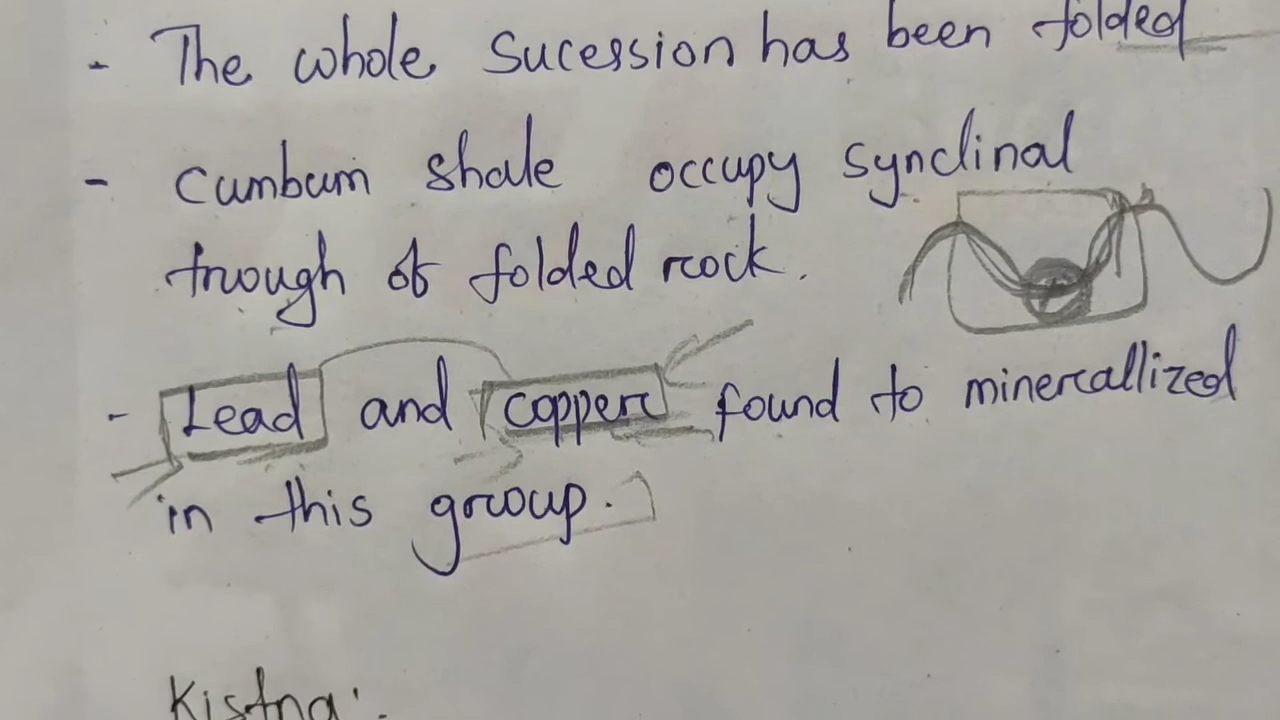 - The whole Sucession has been folded
- Cumbum shale occupy synclinal
trough of folded rock.
- Lead and copper found to minercallized
in this group.
Kistna: